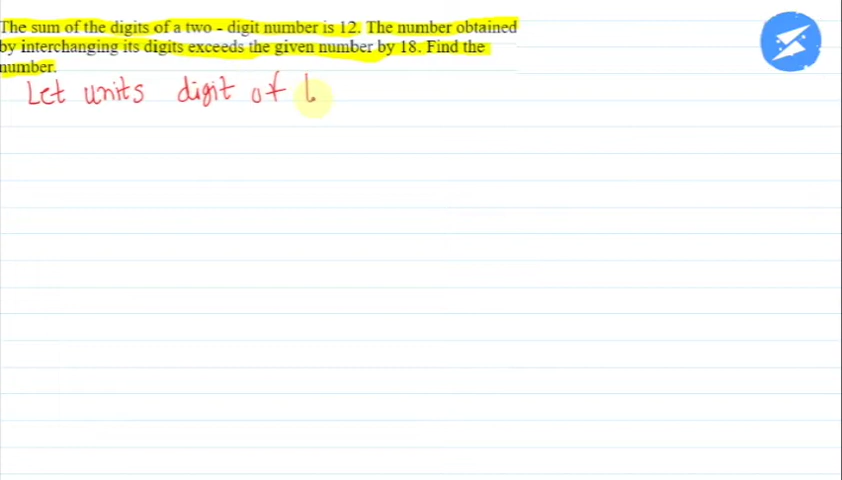 The sum of the digits of a two - digit number is 12. The number obtained
by interchanging its digits exceeds the given number by 18. Find the
number.
Let units digit of